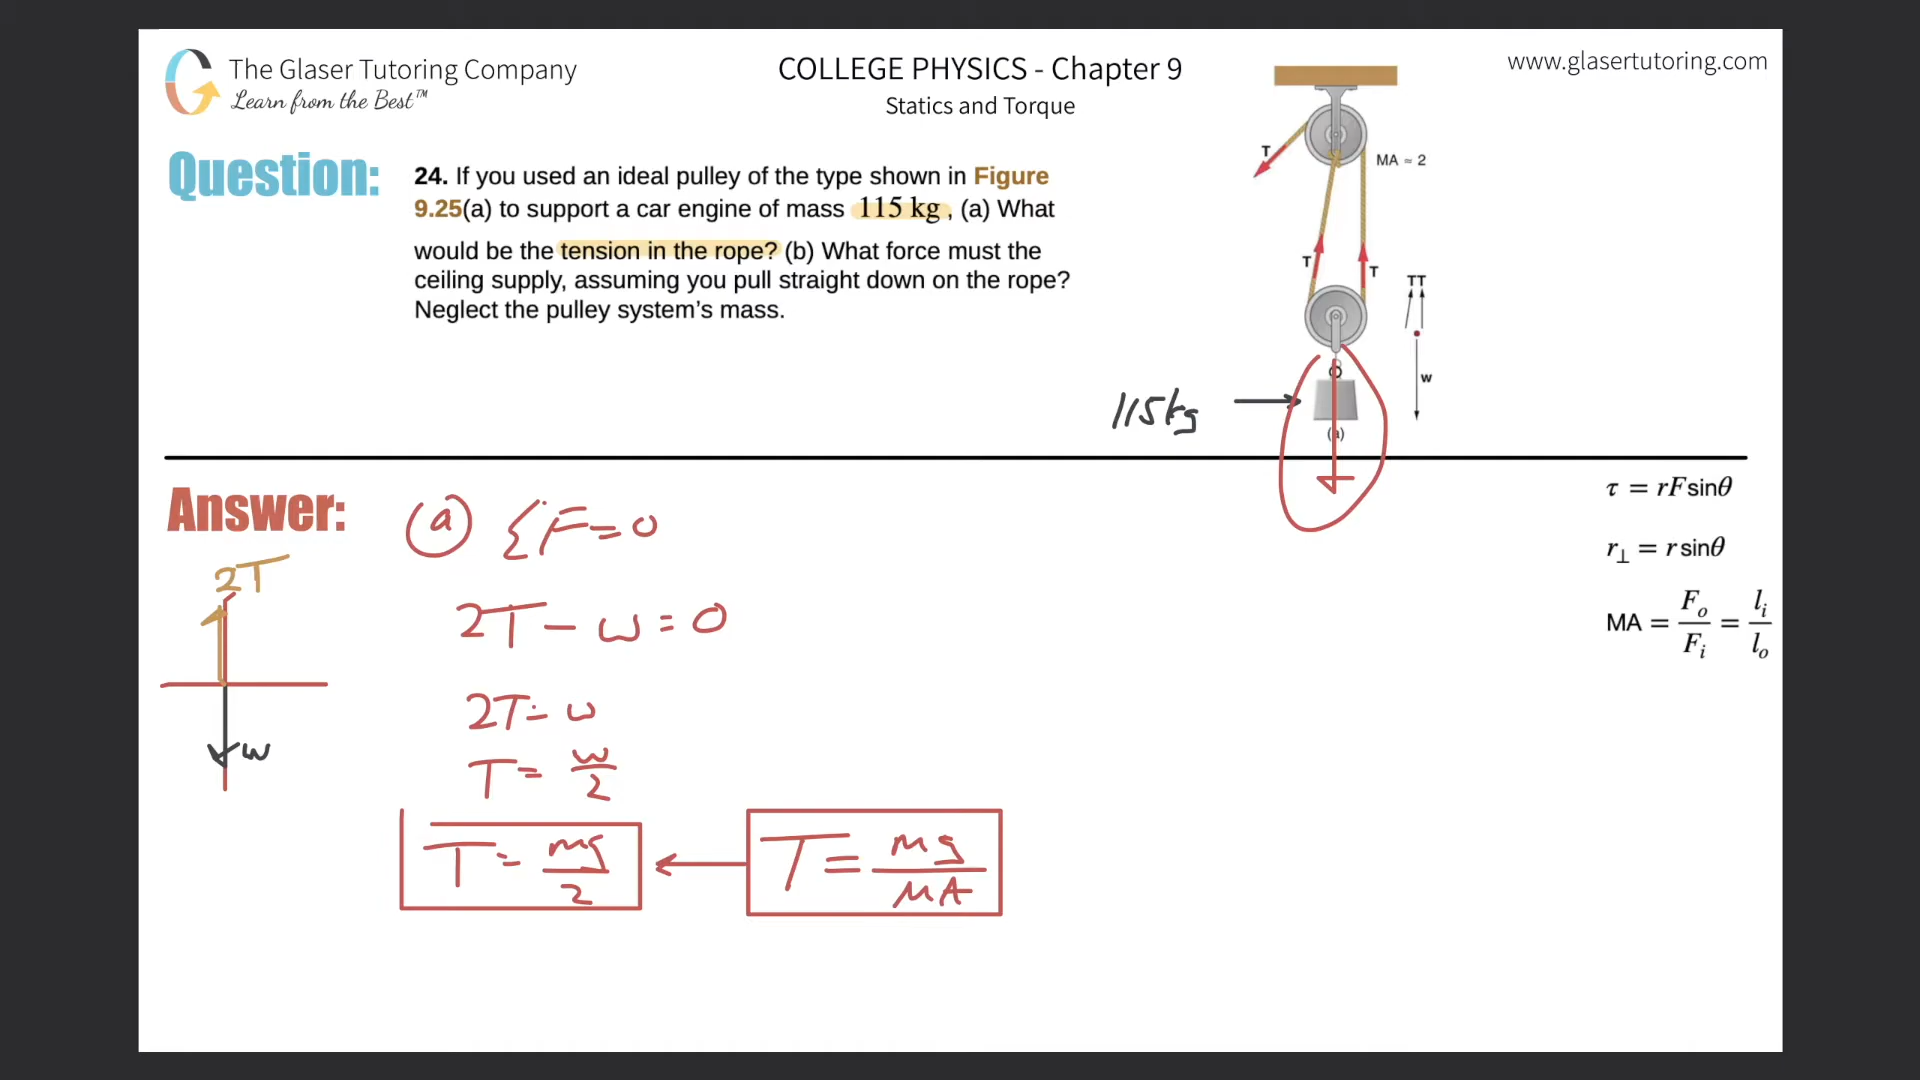 The Glaser Tutoring Company
Learn from the Best™
COLLEGE PHYSICS - Chapter 9
Statics and Torque
www.glasertutoring.com
Question:
24. If you used an ideal pulley of the type shown in Figure
9.25(a) to support a car engine of mass 115 kg , (a) What
would be the tension in the rope? (b) What force must the
ceiling supply, assuming you pull straight down on the rope?
Neglect the pulley system's mass.
T
MA ≈ 2
T
T
TT
w
115kg
(a)
Answer:
(a) ΣF=0
2T
2T - w = 0
w
2T = w
T = w/2
T = mg/2
T = mg/MA
τ = rFsinθ
r⊥ = rsinθ
MA = Fo/Fi = li/lo